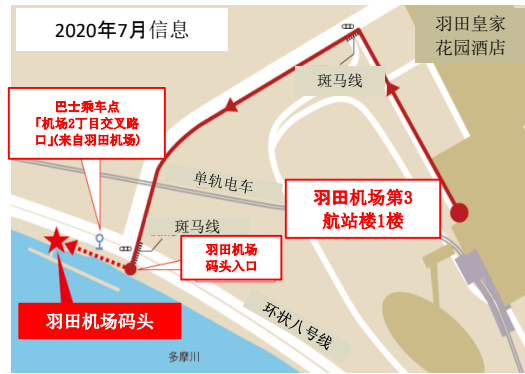 2020年7月信息
羽田皇家
花园酒店
斑马线
巴士乘车点
「机场2丁目交叉路
口」(来自羽田机场)
单轨电车
羽田机场第3
航站楼1楼
斑马线
羽田机场
码头入口
羽田机场码头
环状八号线
多摩川